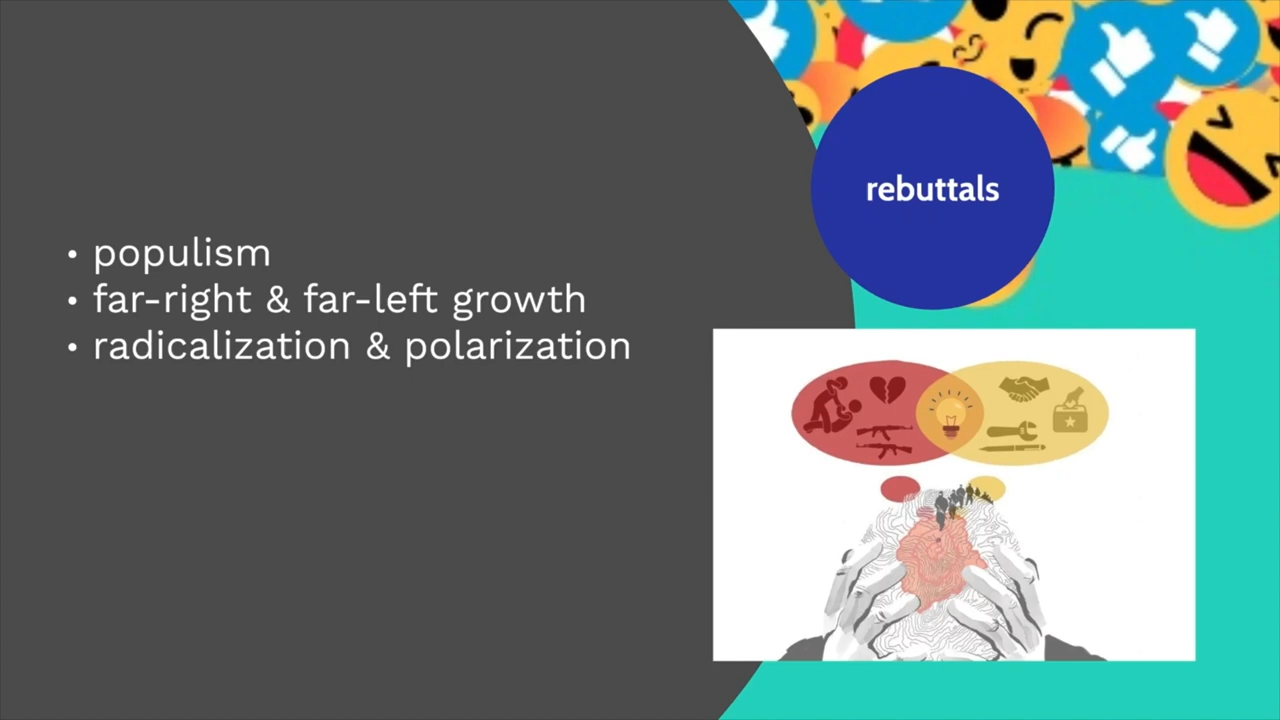 rebuttals
• populism
• far-right & far-left growth
• radicalization & polarization